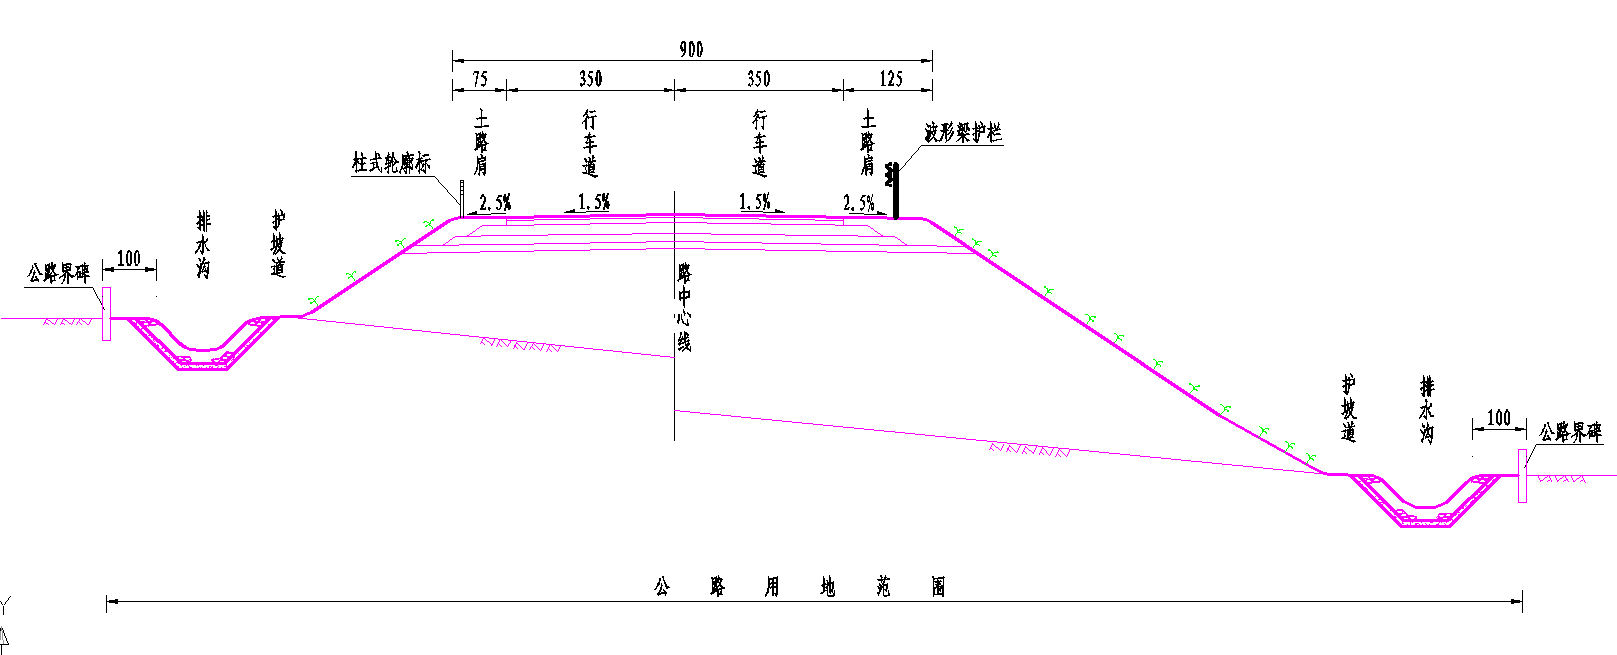 900
75
350
350
125
土路肩
行车道
行车道
土路肩
波形梁护栏
柱式轮廓标
2.5%
1.5%
1.5%
2.5%
排水沟
护坡道
100
公路界碑
路中心线
护坡道
排水沟
100
公路界碑
公路用地范围
Y